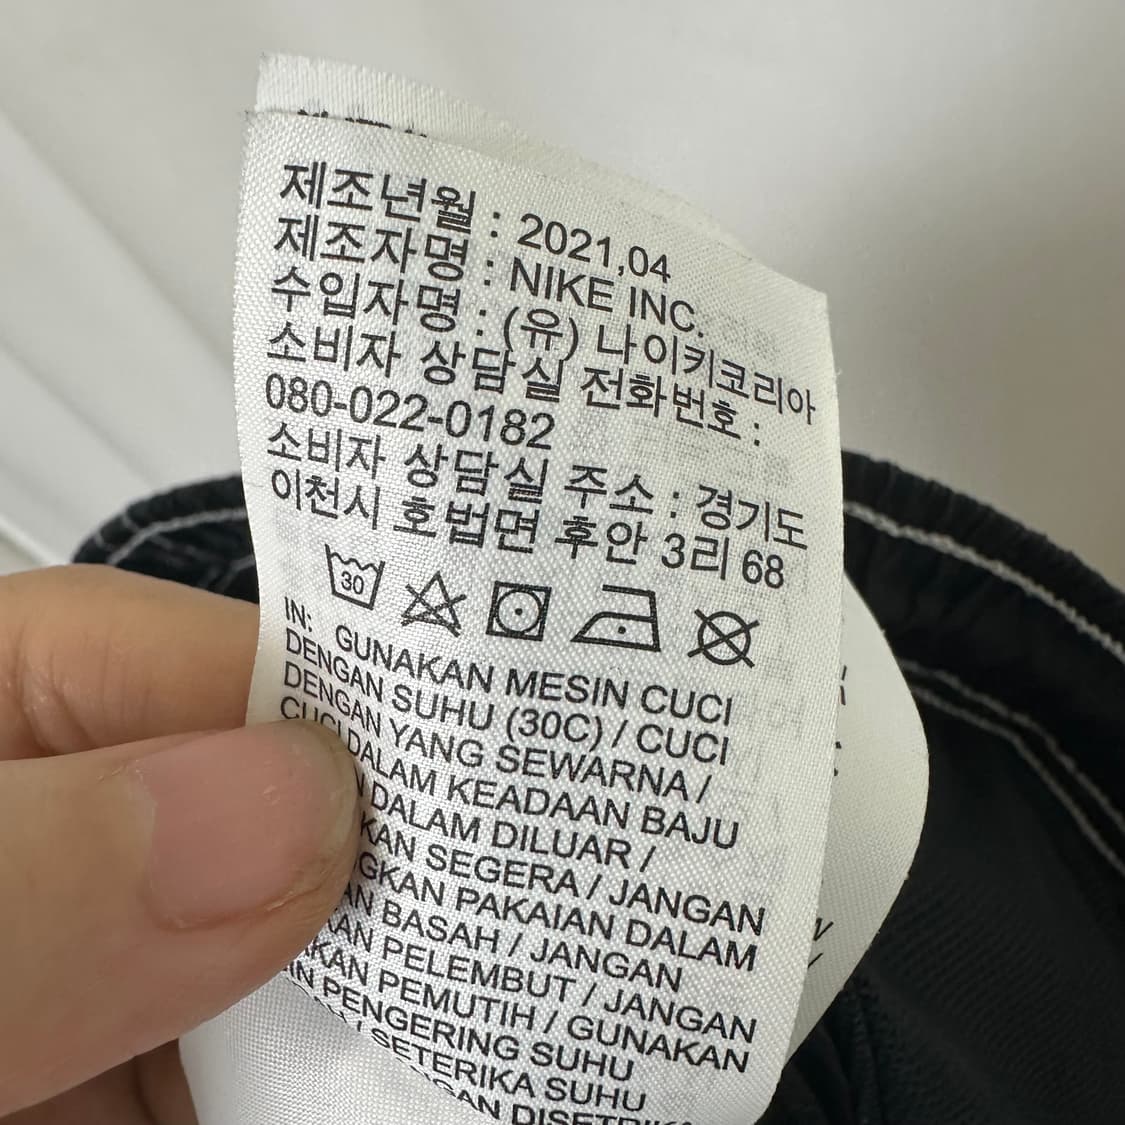 제조년월 : 2021,04
제조자명 : NIKE INC.
수입자명 : (유) 나이키코리아
소비자 상담실 전화번호 :
080-022-0182
소비자 상담실 주소 : 경기도
이천시 호법면 후안 3리 68
30
IN: GUNAKAN MESIN CUCI
DENGAN SUHU (30C) / CUCI
DENGAN YANG SEWARNA /
CUCI DALAM KEADAAN BAJU
DALAM DILUAR /
SEGERA / JANGAN
PAKAIAN DALAM
BASAH / JANGAN
PELEMBUT / JANGAN
PEMUTIH / GUNAKAN
PENGERING SUHU
/ SETERIKA SUHU